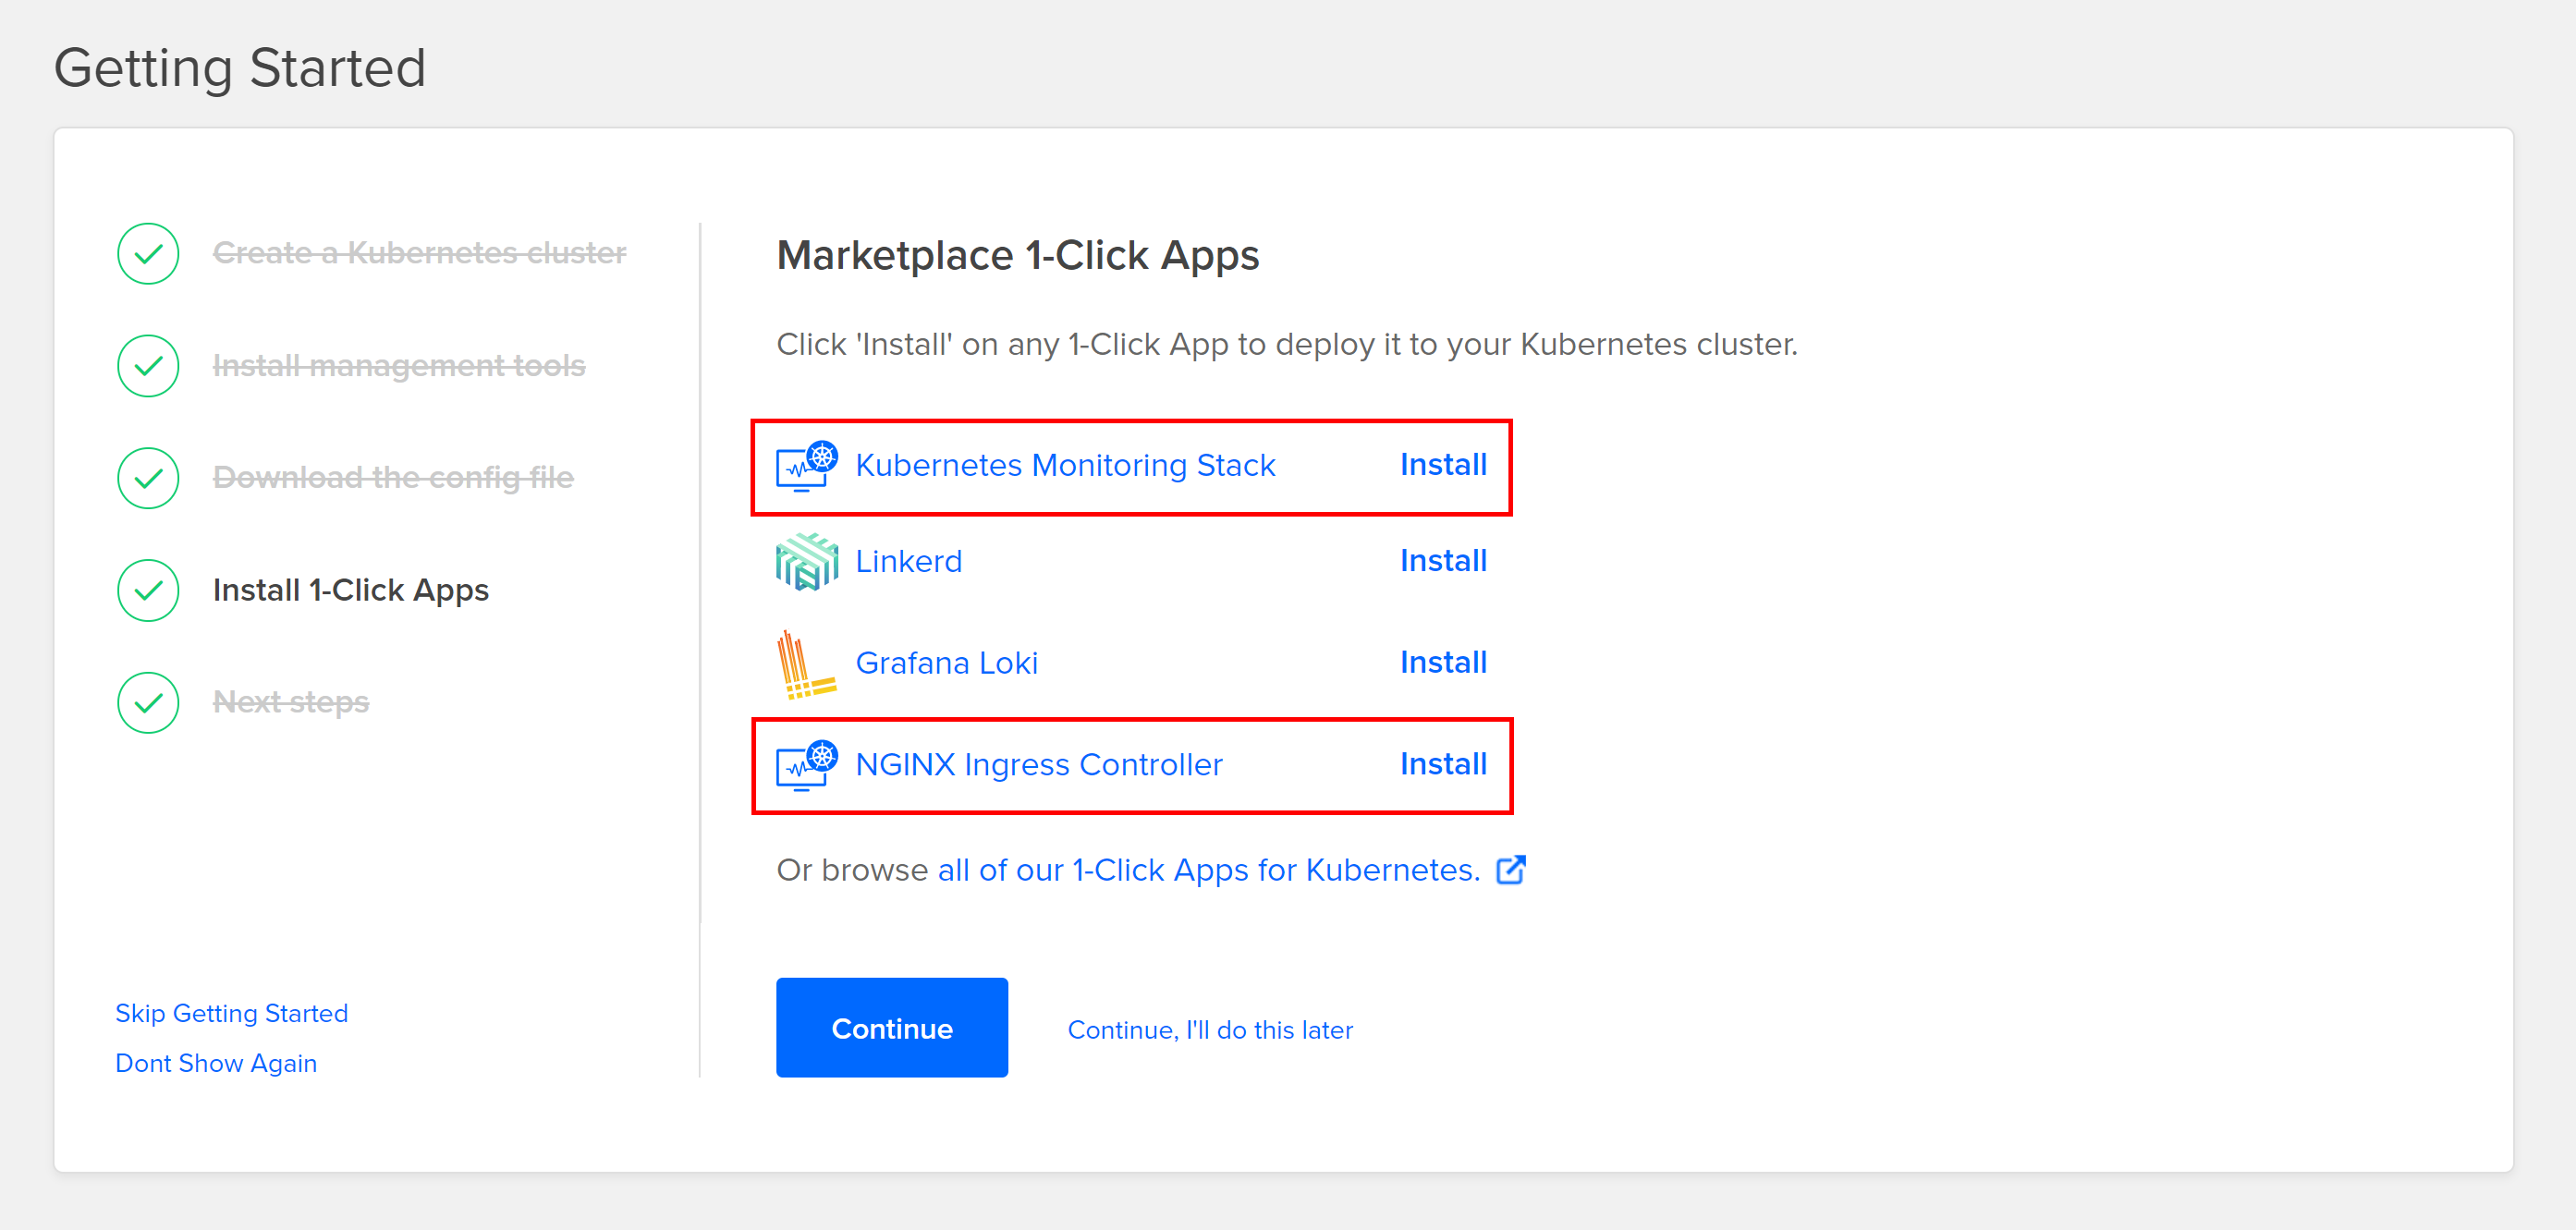 Getting Started
Create a Kubernetes cluster
Install management tools
Download the config file
Install 1-Click Apps
Next steps
Skip Getting Started
Dont Show Again
Marketplace 1-Click Apps
Click 'Install' on any 1-Click App to deploy it to your Kubernetes cluster.
Kubernetes Monitoring Stack Install
Linkerd Install
Grafana Loki Install
NGINX Ingress Controller Install
Or browse all of our 1-Click Apps for Kubernetes.
Continue Continue, I'll do this later